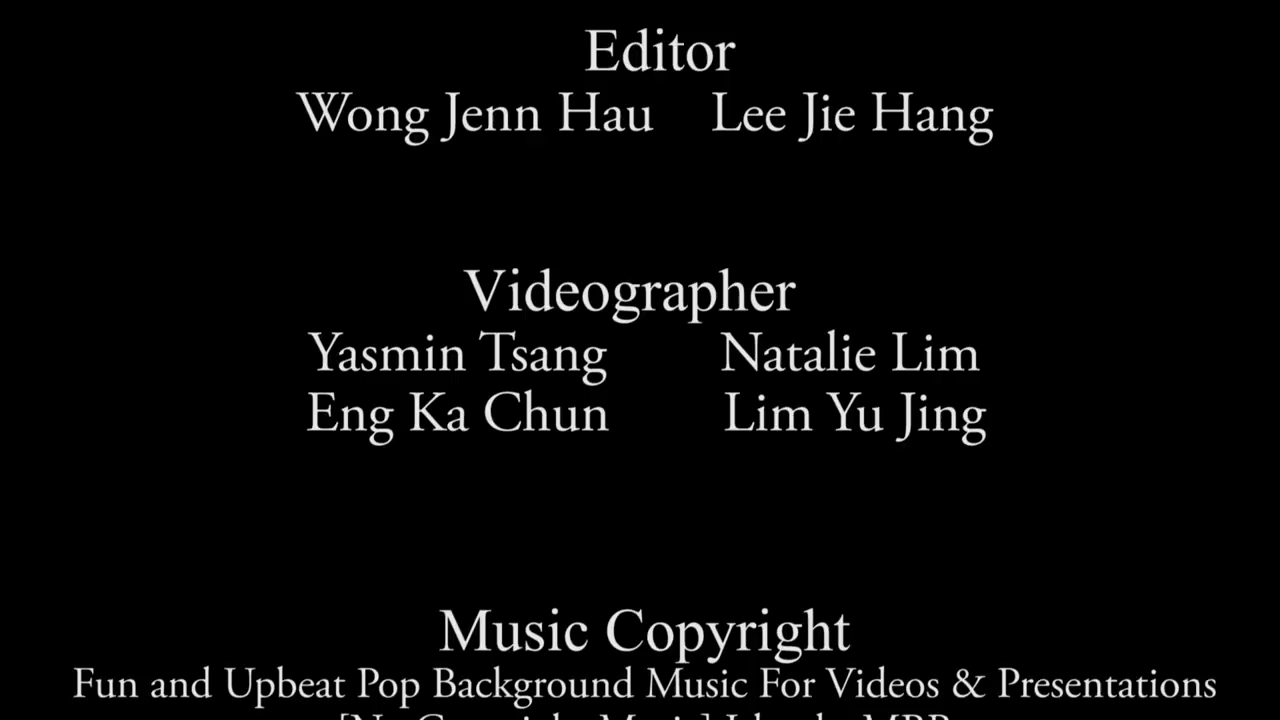 Editor
Wong Jenn Hau Lee Jie Hang
Videographer
Yasmin Tsang Natalie Lim
Eng Ka Chun Lim Yu Jing
Music Copyright
Fun and Upbeat Pop Background Music For Videos & Presentations